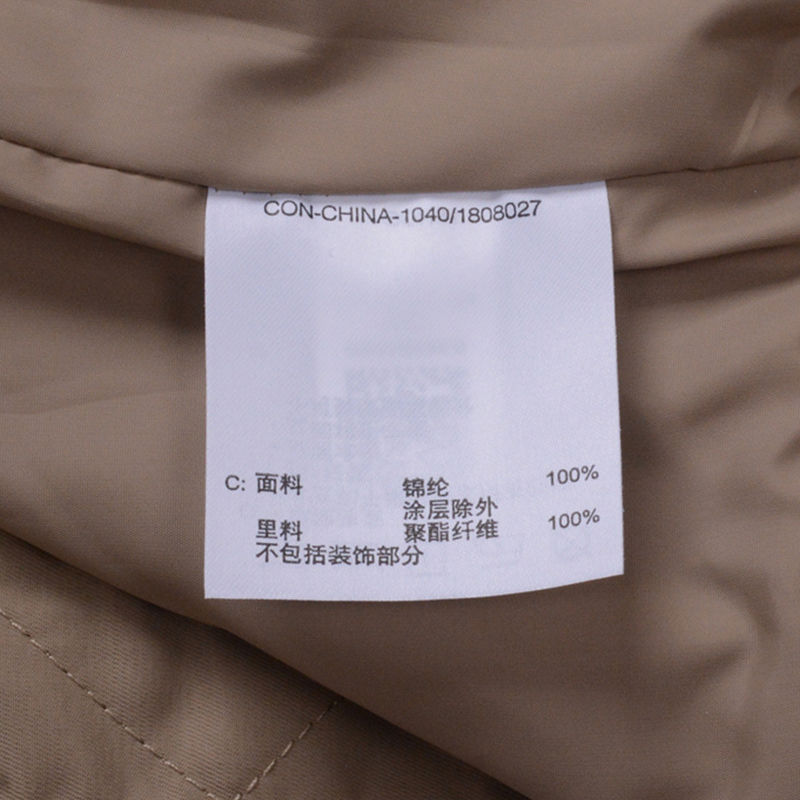 CON-CHINA-1040/1808027
C: 面料 锦纶 100%
涂层除外
里料 聚酯纤维 100%
不包括装饰部分